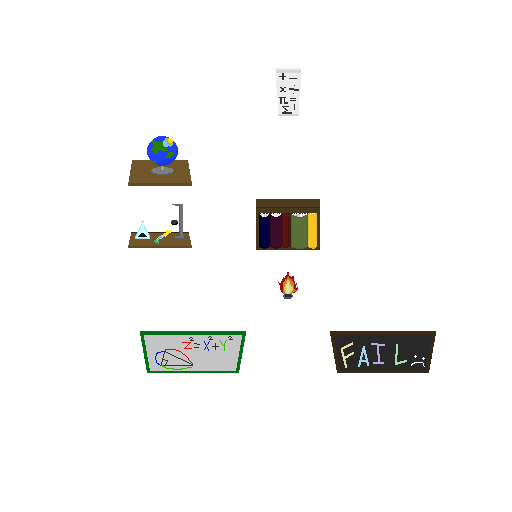 + -
× ÷
π =
Z²=X²+Y²
FAIL :(